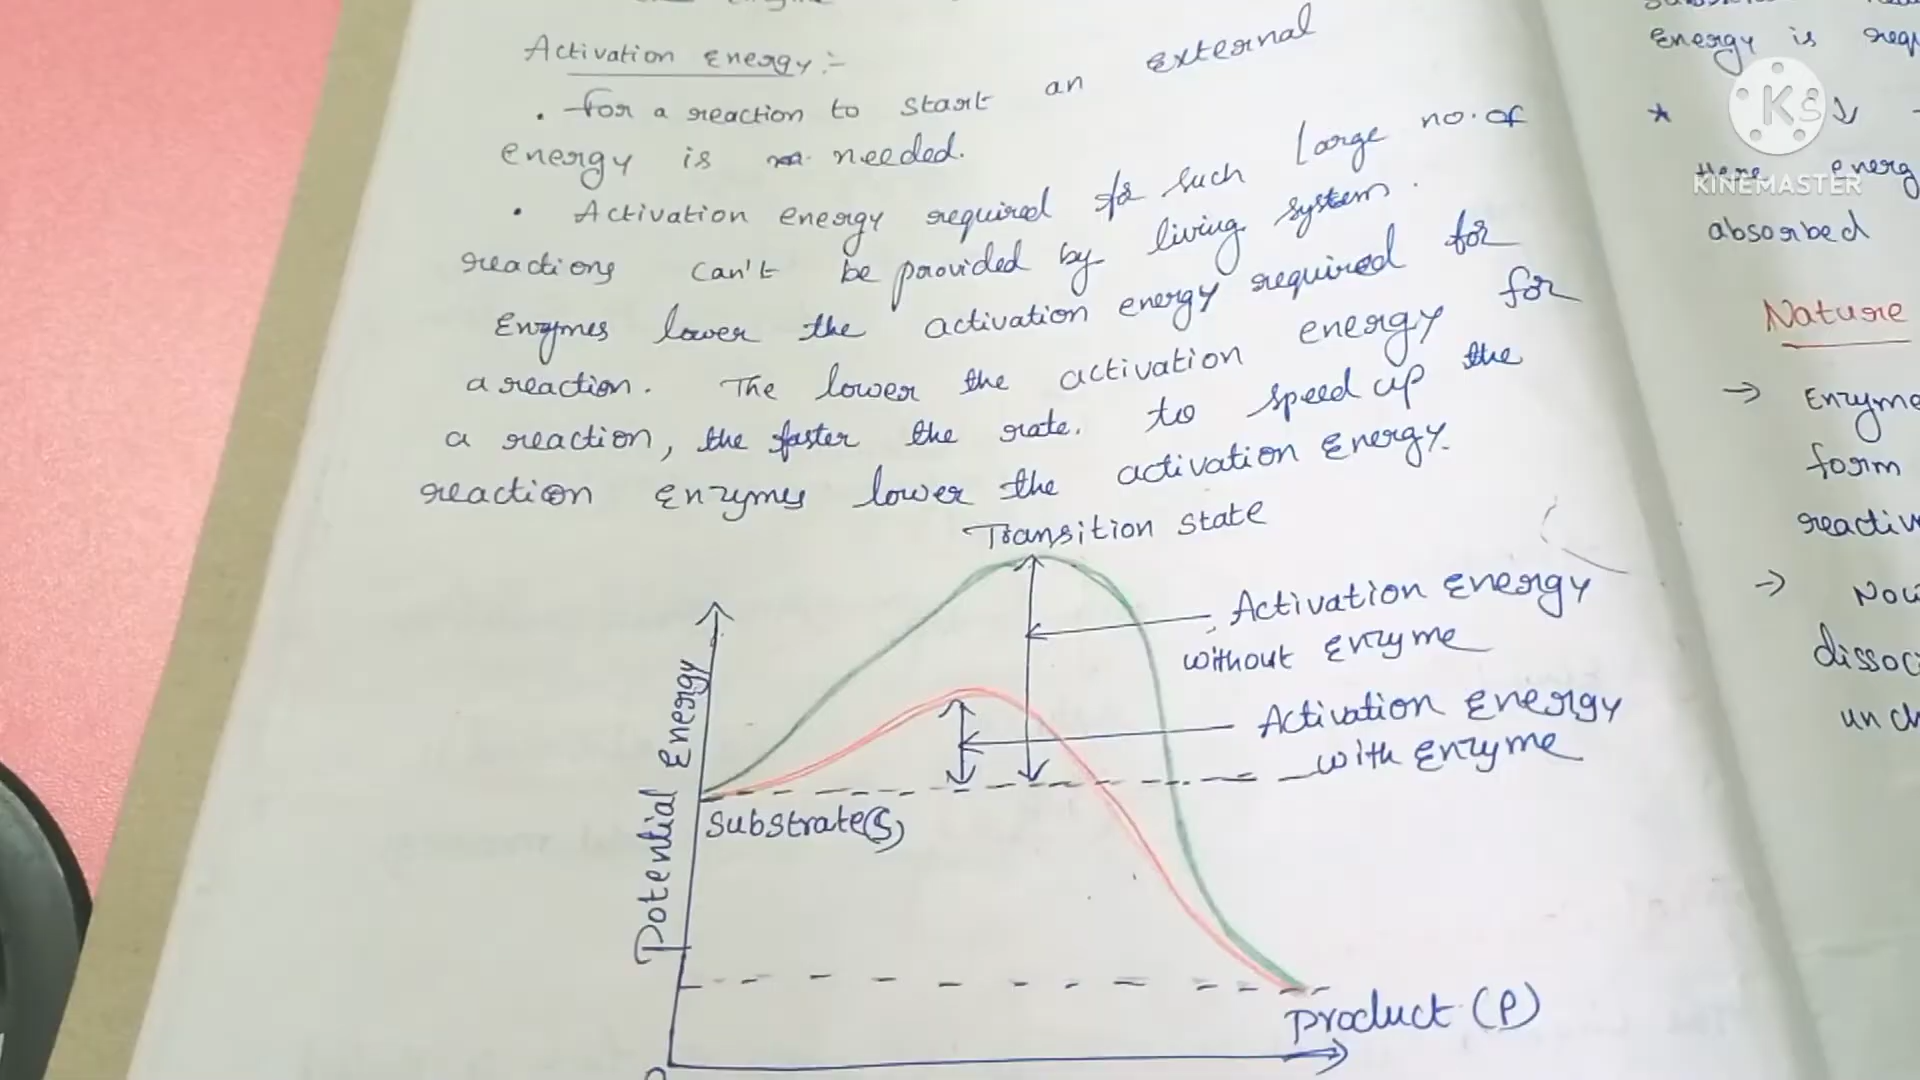 Activation Energy:-
. For a reaction to start an external
energy is needed.
. Activation energy required for such large no. of
reactions can't be provided by living system.
Enzymes lower the activation energy required for
a reaction. The lower the activation energy for
a reaction, the faster the rate. to speed up the
reaction enzymes lower the activation energy.
Transition state
Activation energy
without enzyme
Activation energy
with enzyme
Substrate(S)
Potential Energy
Product (P)
energy is
*
Here energ
absorbed
Nature
→ Enzyme
form
→ Now
KS
KINEMASTER